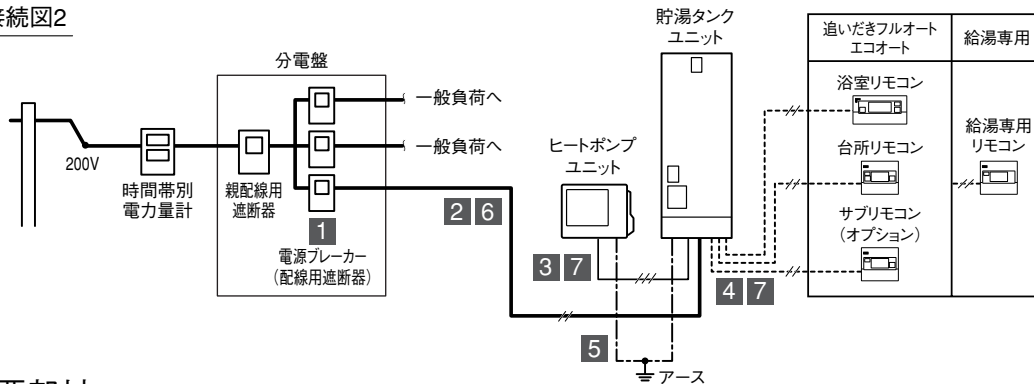 接続図2
分電盤
一般負荷へ
一般負荷へ
200V
時間帯別
電力量計
親配線用
遮断器
1
電源ブレーカー
（配線用遮断器）
2 6
ヒートポンプ
ユニット
3 7
貯湯タンク
ユニット
4 7
5
アース
追いだきフルオート
エコオート
給湯専用
浴室リモコン
台所リモコン
サブリモコン
（オプション）
給湯専用
リモコン